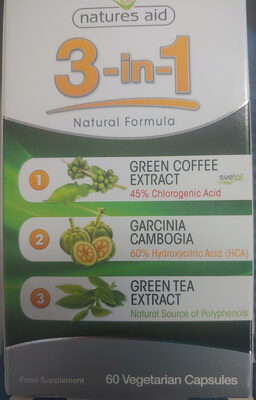 natures aid
3-in-1
Natural Formula
1
GREEN COFFEE
EXTRACT
svetol
45% Chlorogenic Acid
2
GARCINIA
CAMBOGIA
60% Hydroxycitric Acid (HCA)
3
GREEN TEA
EXTRACT
Natural Source of Polyphenols
Food Supplement
60 Vegetarian Capsules